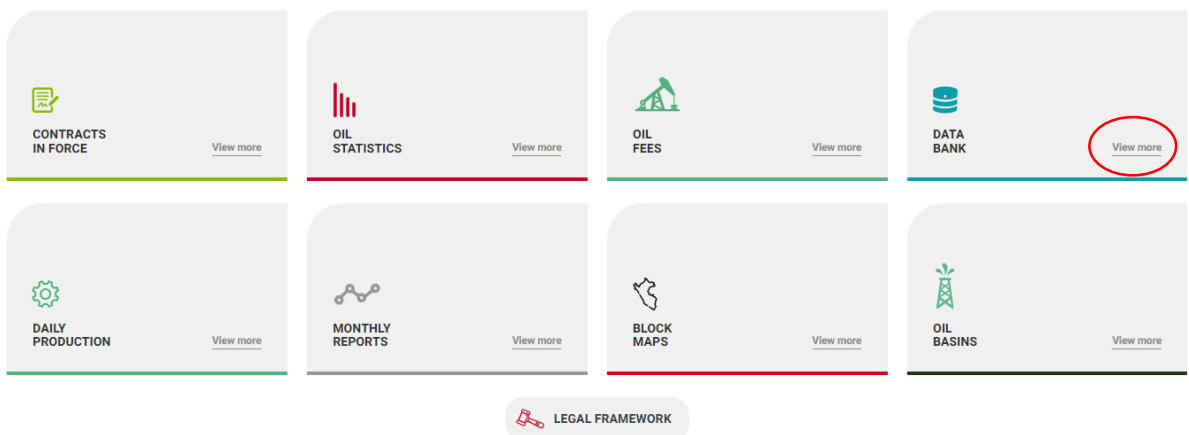 CONTRACTS
IN FORCE
View more
OIL
STATISTICS
View more
OIL
FEES
View more
DATA
BANK
View more
DAILY
PRODUCTION
View more
MONTHLY
REPORTS
View more
BLOCK
MAPS
View more
OIL
BASINS
View more
LEGAL FRAMEWORK